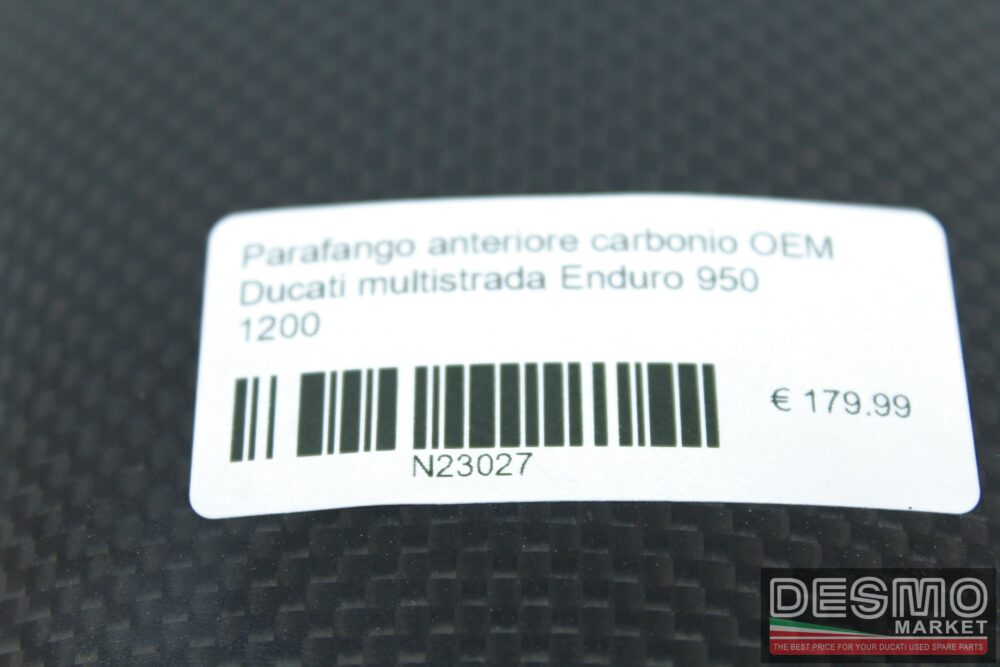 Parafango anteriore carbonio OEM
Ducati multistrada Enduro 950
1200
€ 179.99
N23027
DESMO
MARKET
THE BEST PRICE FOR YOUR DUCATI USED SPARE PARTS